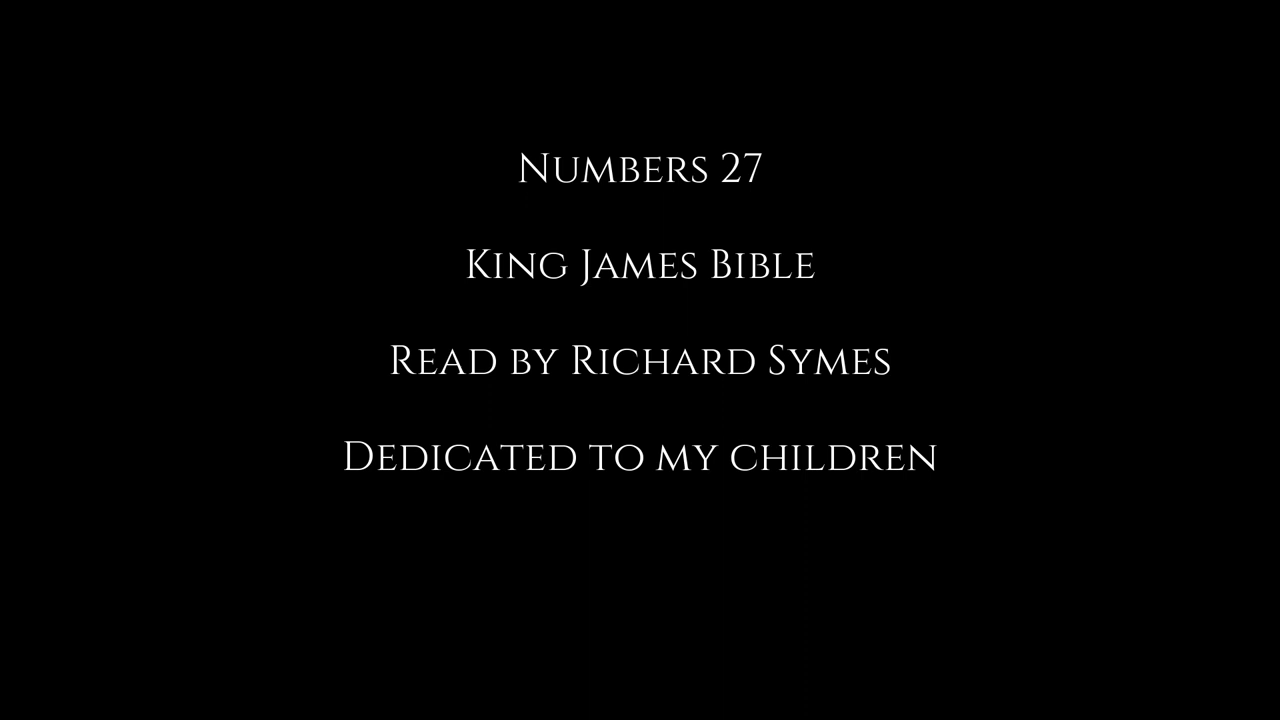 Numbers 27
King James Bible
Read by Richard Symes
Dedicated to my children